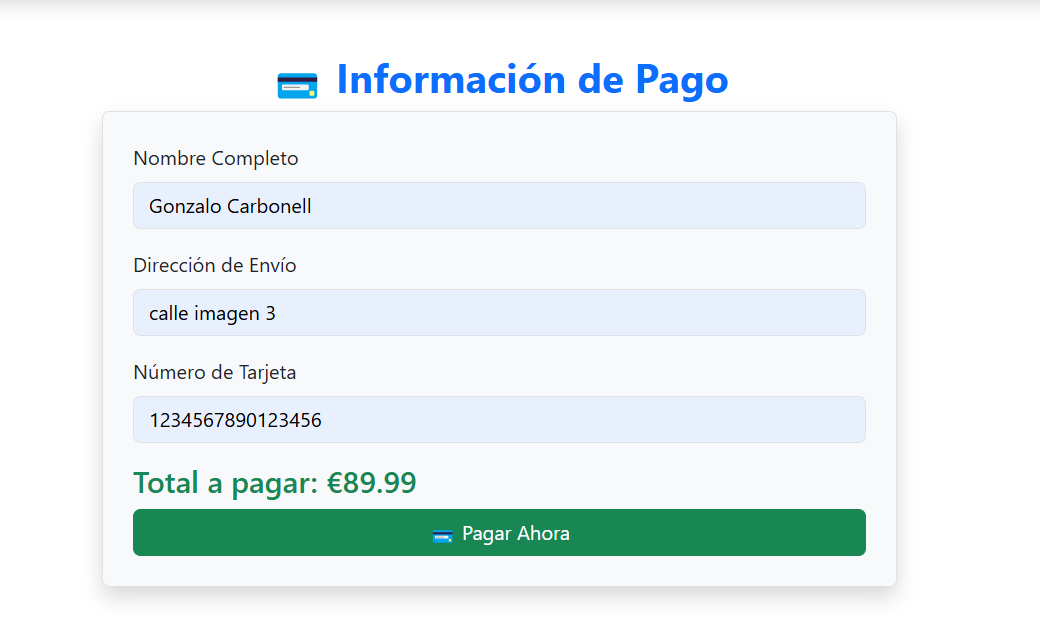 Información de Pago
Nombre Completo
Gonzalo Carbonell
Dirección de Envío
calle imagen 3
Número de Tarjeta
1234567890123456
Total a pagar: €89.99
Pagar Ahora